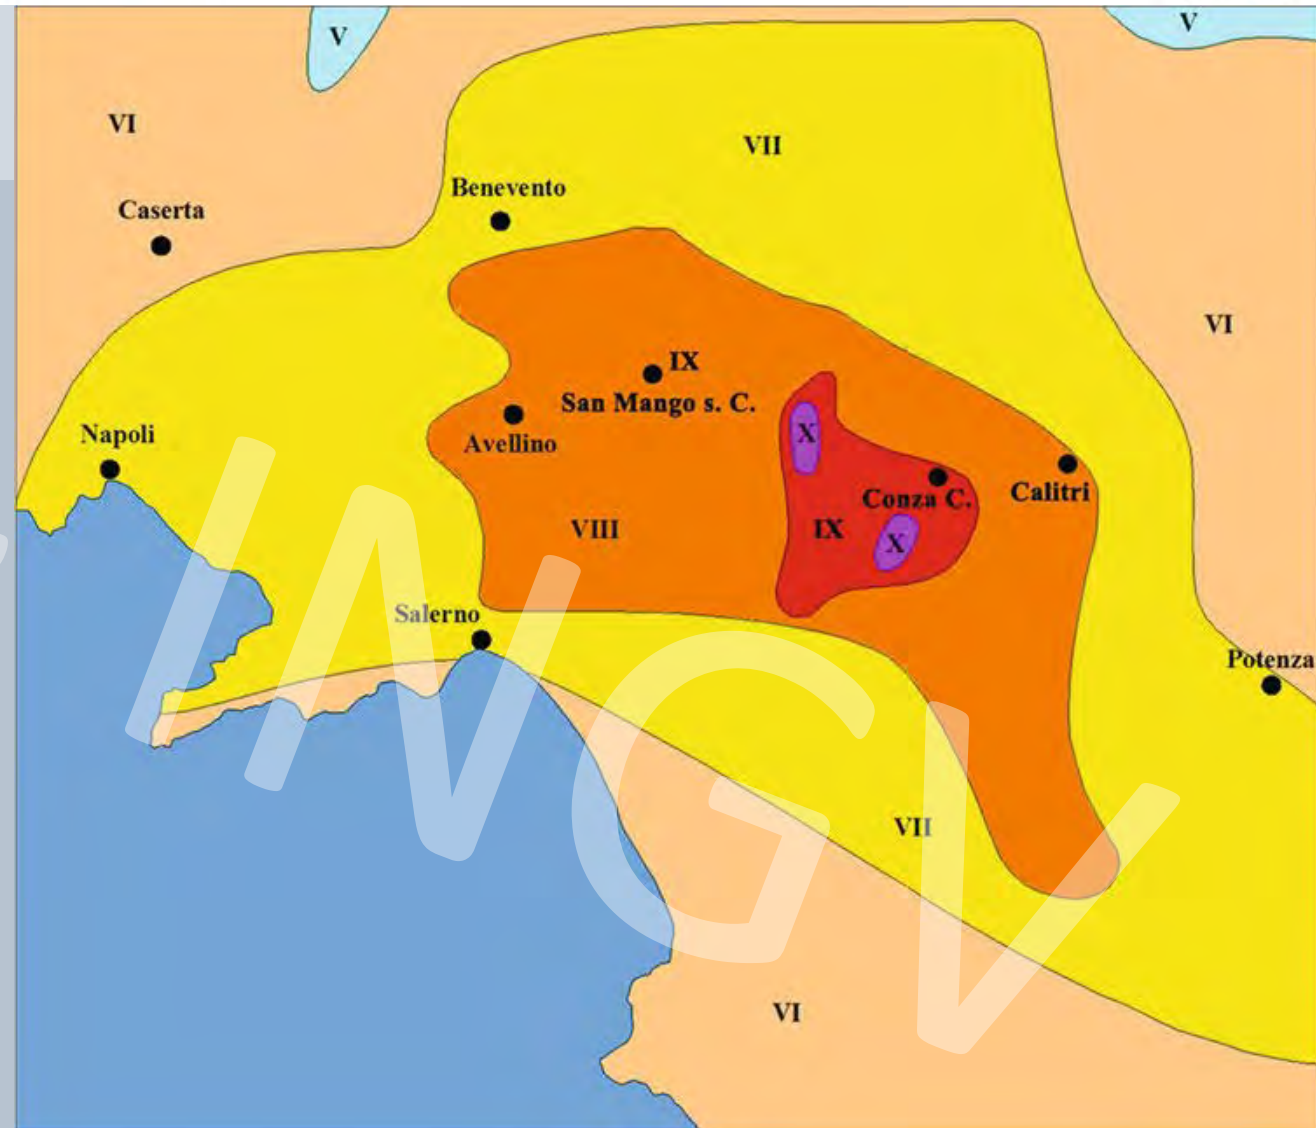 V
V
VI
VII
Benevento
Caserta
VI
IX
San Mango s. C.
Napoli
Avellino
X
Calitri
Conza C.
VIII
IX
X
Salerno
Potenza
VII
VI
INGV